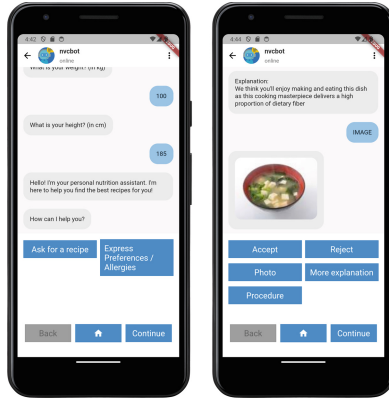 4:42
nvcbot
online
What is your weight? (in kg)
100
What is your height? (in cm)
185
Hello! I'm your personal nutrition assistant. I'm
here to help you find the best recipes for you!
How can I help you?
Ask for a recipe
Express
Preferences /
Allergies
Back
Continue
4:44
nvcbot
online
Explanation:
We think you'll enjoy making and eating this dish
as this cooking masterpiece delivers a high
proportion of dietary fiber
IMAGE
Accept
Reject
Photo
More explanation
Procedure
Back
Continue